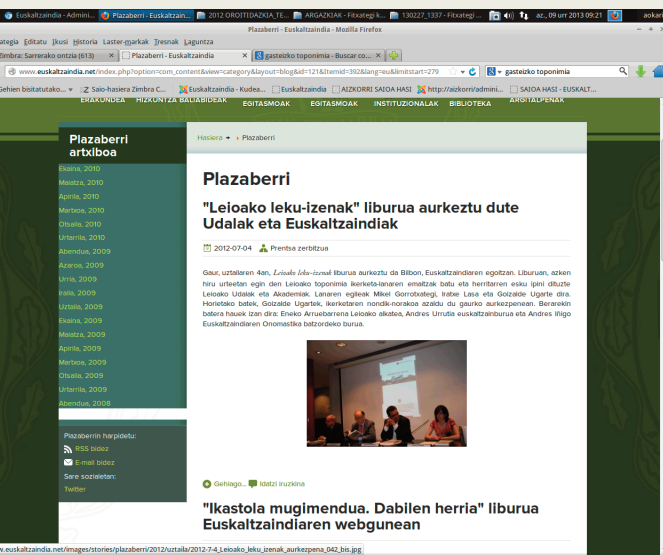 Euskaltzaindia - Admini... Plazaberri - Euskaltzain... 2012 OROITIDAZKIA_TE... ARGAZKIAK - Fitxategi k... 130227_1337 - Fitxategi ... az., 09 urr 2013 09:21 aokar
Plazaberri - Euskaltzaindia - Mozilla Firefox
ategia Editatu Ikusi Historia Laster-markak Tresnak Laguntza
Zimbra: Sarrerako ontzia (613) Plazaberri - Euskaltzaindia gasteizko toponimia - Buscar co...
www.euskaltzaindia.net/index.php?option=com_content&view=category&layout=blog&id=121&Itemid=392&lang=eu&limitstart=279 gasteizko toponimia
Gehien bisitatutako... Saio-hasiera Zimbra C... Euskaltzaindia - Kudea... Euskaltzaindia AIZKORRI SAIOA HASI http://aizkorri/admini... SAIOA HASI - EUSKALT...
ERAKUNDEA HIZKUNTZA BALIABIDEAK EGITASMOAK EGITASMOAK INSTITUZIONALAK BIBLIOTEKA ARGITALPENAK
Plazaberri
artxiboa
Ekaina, 2010
Maiatza, 2010
Apirila, 2010
Martxoa, 2010
Otsaila, 2010
Urtarrila, 2010
Abendua, 2009
Azaroa, 2009
Urria, 2009
Iraila, 2009
Uztaila, 2009
Ekaina, 2009
Maiatza, 2009
Apirila, 2009
Martxoa, 2009
Otsaila, 2009
Urtarrila, 2009
Abendua, 2008
Plazaberrin harpidetu:
RSS bidez
E-mail bidez
Sare sozialetan:
Twitter
Hasiera Plazaberri
Plazaberri
"Leioako leku-izenak" liburua aurkeztu dute
Udalak eta Euskaltzaindiak
2012-07-04 Prentsa zerbitzua
Gaur, uztailaren 4an, Leioako leku-izenak liburua aurkeztu da Bilbon, Euskaltzaindiaren egoitzan. Liburuan, azken
hiru urteetan egin den Leioako toponimia ikerketa-lanaren emaitzak batu eta herritarren esku ipini dituzte
Leioako Udalak eta Akademiak. Lanaren egileak Mikel Gorrotxategi, Irabe Lasa eta Goizalde Ugarte dira.
Horietako batek, Goizalde Ugartek, ikerketaren nondik-norakoa azaldu du gaurko aurkezpenean. Berarekin
batera hauek izan dira: Eneko Arruebarrena Leioako alkatea, Andres Urrutia euskaltzainburua eta Andres Iñigo
Euskaltzaindiaren Onomastika batzordeko burua.
Gehiago... Idatzi iruzkina
"Ikastola mugimendua. Dabilen herria" liburua
Euskaltzaindiaren webgunean
w.euskaltzaindia.net/images/stories/plazaberri/2012/uztaila/2012-7-4_Leioako_leku_izenak_aurkezpena_042_bis.jpg